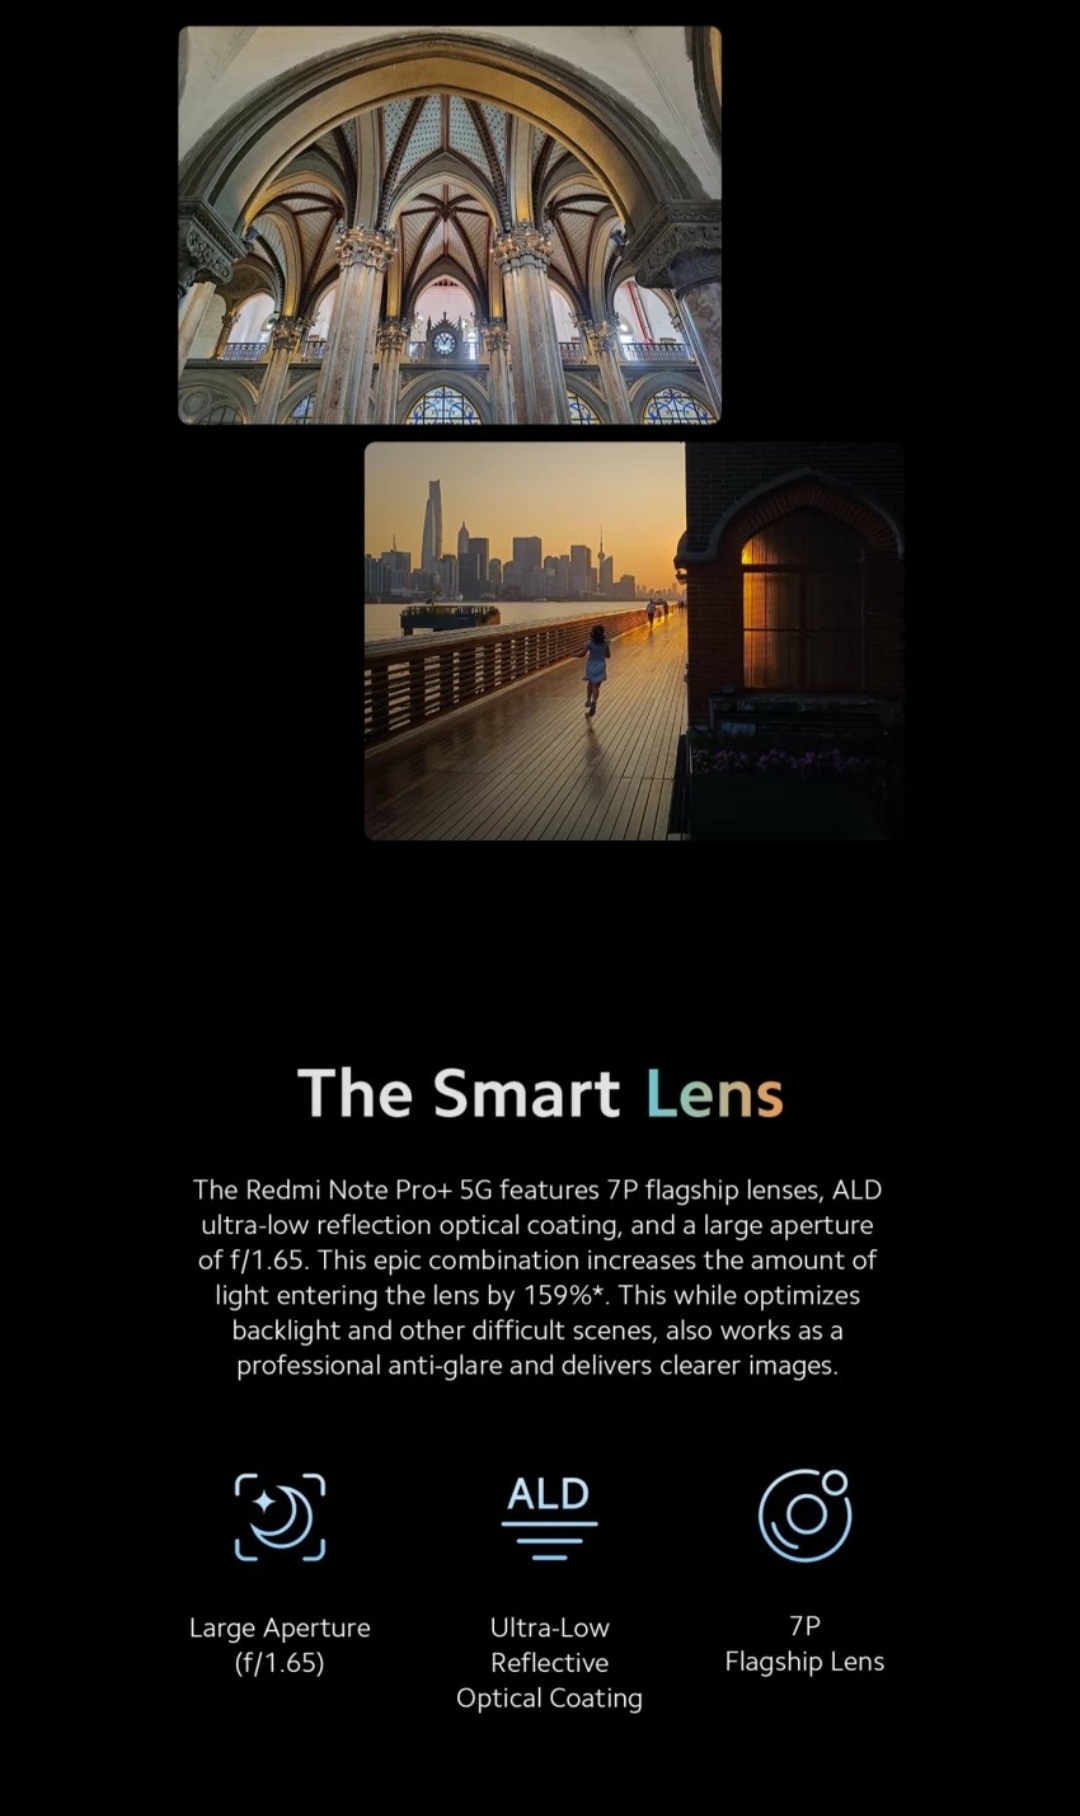 The Smart Lens
The Redmi Note Pro+ 5G features 7P flagship lenses, ALD
ultra-low reflection optical coating, and a large aperture
of f/1.65. This epic combination increases the amount of
light entering the lens by 159%*. This while optimizes
backlight and other difficult scenes, also works as a
professional anti-glare and delivers clearer images.
ALD
Large Aperture
(f/1.65)
Ultra-Low
Reflective
Optical Coating
7P
Flagship Lens